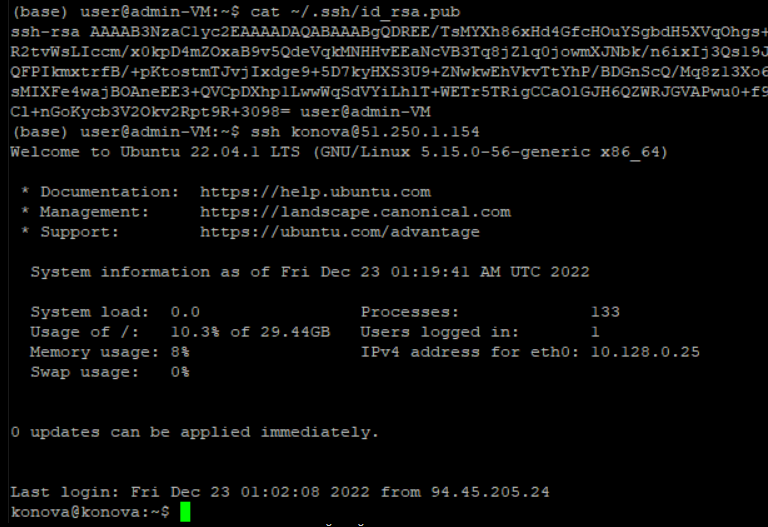 (base) user@admin-VM:~$ cat ~/.ssh/id_rsa.pub
ssh-rsa AAAAB3NzaC1yc2EAAAADAQABAAABgQDREE/TsMYXh86xHd4GfcHOuYSgbdH5XVqOhgs+
R2tvWsLIccm/x0kpD4mZOxaB9v5QdeVqkMNHHvEEaNcVB3Tq8jZlq0jowmXJNbk/n6ixIj3Qs19J
QFPIkmxtrfB/+pKtostmTJvjIxdge9+5D7kyHXS3U9+ZNwkwEhVkvTtYhP/BDGnScQ/Mq8z13Xo6
sMIXFe4wajBOAneEE3+QVCpDXhplLwwWqSdVYiLhlT+WETr5TRigCCaOlGJH6QZWRJGVAPwu0+f9
Cl+nGoKycb3V2Okv2Rpt9R+3098= user@admin-VM
(base) user@admin-VM:~$ ssh konova@51.250.1.154
Welcome to Ubuntu 22.04.1 LTS (GNU/Linux 5.15.0-56-generic x86_64)
* Documentation: https://help.ubuntu.com
* Management: https://landscape.canonical.com
* Support: https://ubuntu.com/advantage
System information as of Fri Dec 23 01:19:41 AM UTC 2022
System load: 0.0 Processes: 133
Usage of /: 10.3% of 29.44GB Users logged in: 1
Memory usage: 8% IPv4 address for eth0: 10.128.0.25
Swap usage: 0%
0 updates can be applied immediately.
Last login: Fri Dec 23 01:02:08 2022 from 94.45.205.24
konova@konova:~$